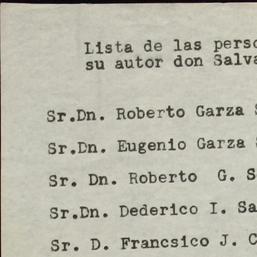 Lista de las perso
su autor don Salva
Sr.Dn. Roberto Garza S
Sr.Dn. Eugenio Garza S
Sr. Dn. Roberto G. S
Sr.Dn. Dederico I. Sa
Sr. D. Francsico J. C